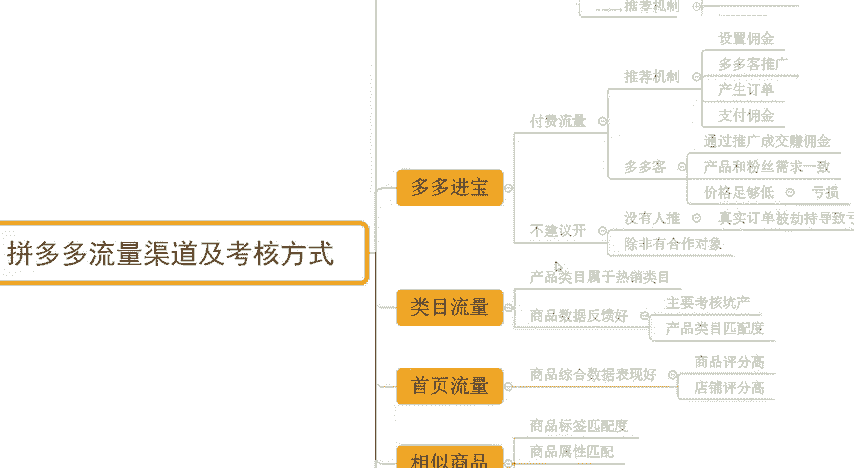 推荐机制
设置佣金
多多客推广
推荐机制
产生订单
支付佣金
付费流量
通过推广成交赚佣金
多多客
产品和粉丝需求一致
价格足够低
亏损
多多进宝
没有人推
真实订单被劫持导致亏
不建议开
除非有合作对象
拼多多流量渠道及考核方式
产品类目属于热销类目
类目流量
主要考核坑产
商品数据反馈好
产品类目匹配度
首页流量
商品综合数据表现好
商品评分高
店铺评分高
商品标签匹配度
商品属性匹配
相似商品